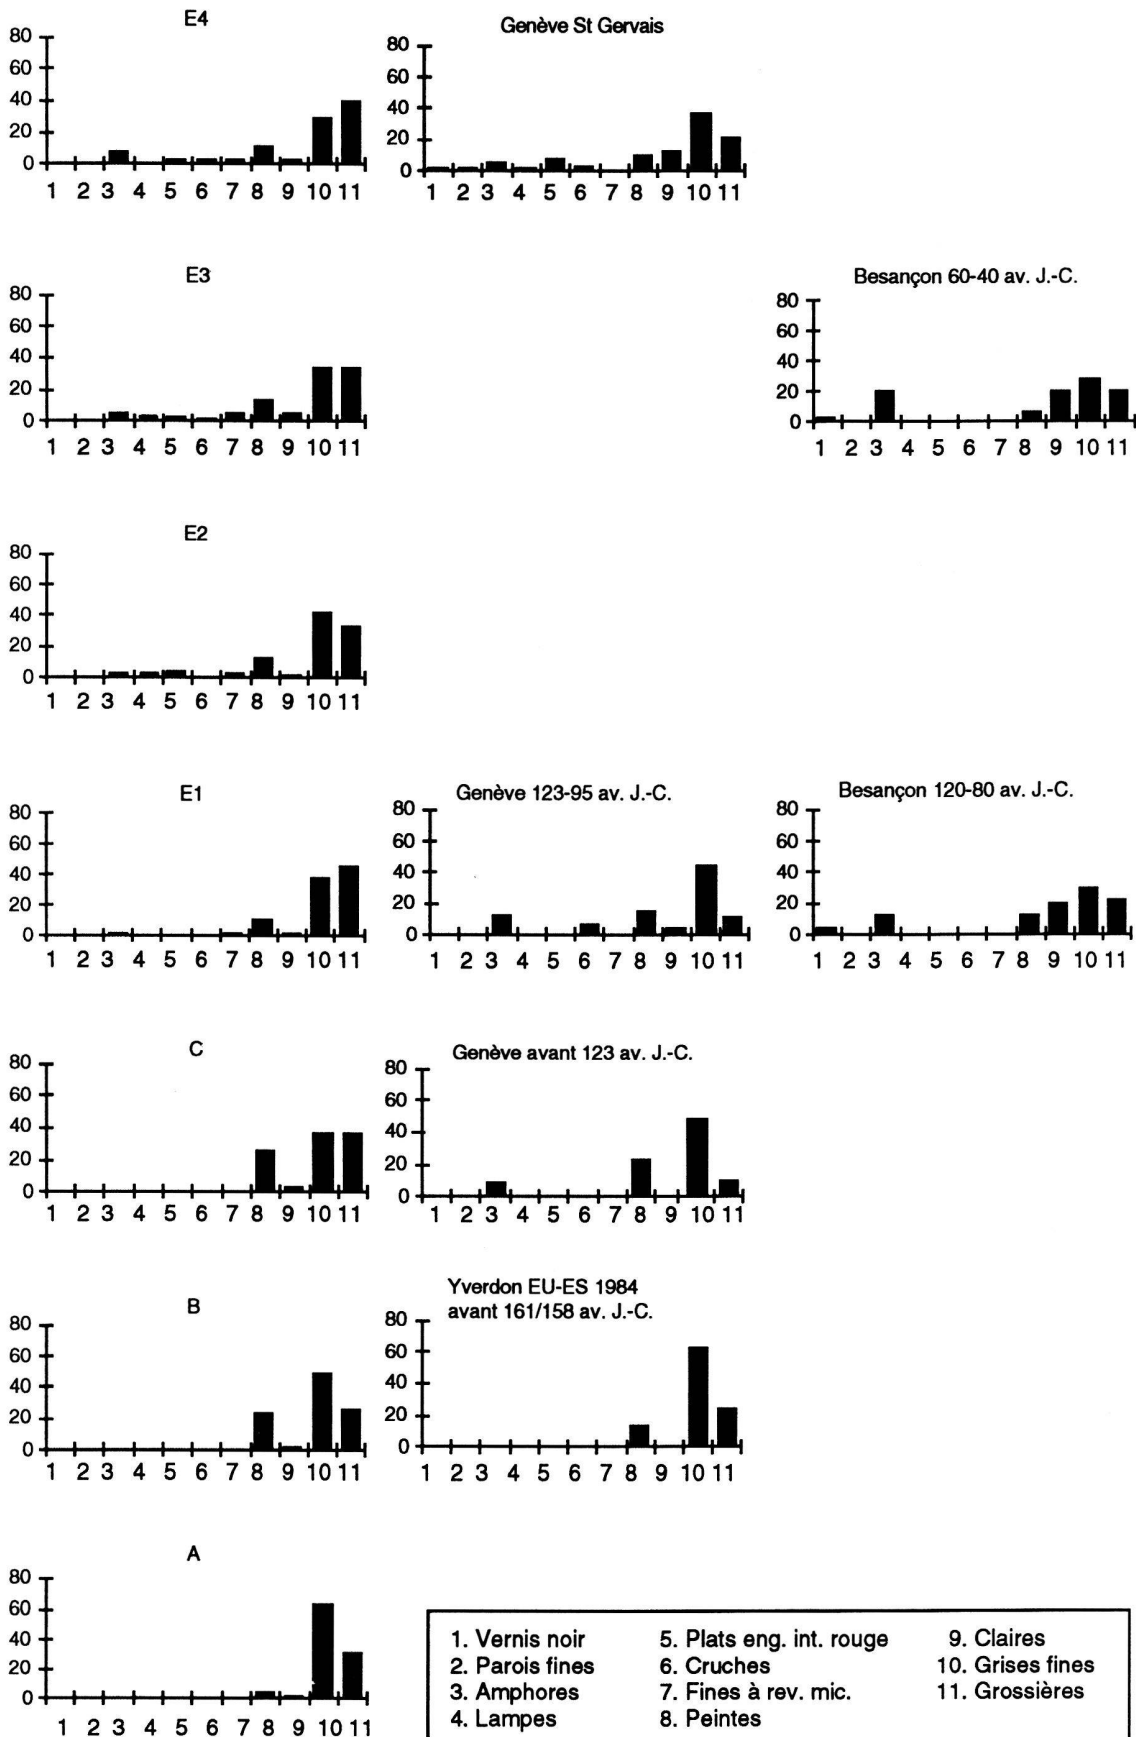 E4
80
60
40
20
0
1 2 3 4 5 6 7 8 9 10 11
Genève St Gervais
80
60
40
20
0
1 2 3 4 5 6 7 8 9 10 11
E3
80
60
40
20
0
1 2 3 4 5 6 7 8 9 10 11
Besançon 60-40 av. J.-C.
80
60
40
20
0
1 2 3 4 5 6 7 8 9 10 11
E2
80
60
40
20
0
1 2 3 4 5 6 7 8 9 10 11
E1
80
60
40
20
0
1 2 3 4 5 6 7 8 9 10 11
Genève 123-95 av. J.-C.
80
60
40
20
0
1 2 3 4 5 6 7 8 9 10 11
Besançon 120-80 av. J.-C.
80
60
40
20
0
1 2 3 4 5 6 7 8 9 10 11
C
80
60
40
20
0
1 2 3 4 5 6 7 8 9 10 11
Genève avant 123 av. J.-C.
80
60
40
20
0
1 2 3 4 5 6 7 8 9 10 11
B
80
60
40
20
0
1 2 3 4 5 6 7 8 9 10 11
Yverdon EU-ES 1984
avant 161/158 av. J.-C.
80
60
40
20
0
1 2 3 4 5 6 7 8 9 10 11
A
80
60
40
20
0
1 2 3 4 5 6 7 8 9 10 11
1. Vernis noir
2. Parois fines
3. Amphores
4. Lampes
5. Plats eng. int. rouge
6. Cruches
7. Fines à rev. mic.
8. Peintes
9. Claires
10. Grises fines
11. Grossières